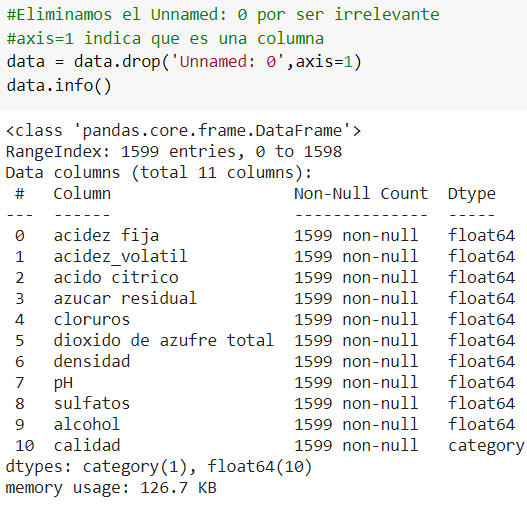 #Eliminamos el Unnamed: 0 por ser irrelevante
#axis=1 indica que es una columna
data = data.drop('Unnamed: 0',axis=1)
data.info()
<class 'pandas.core.frame.DataFrame'>
RangeIndex: 1599 entries, 0 to 1598
Data columns (total 11 columns):
 #   Column                  Non-Null Count  Dtype
---  ------                  --------------  -----
 0   acidez fija             1599 non-null   float64
 1   acidez_volatil          1599 non-null   float64
 2   acido citrico           1599 non-null   float64
 3   azucar residual         1599 non-null   float64
 4   cloruros                1599 non-null   float64
 5   dioxido de azufre total  1599 non-null   float64
 6   densidad                1599 non-null   float64
 7   pH                      1599 non-null   float64
 8   sulfatos                1599 non-null   float64
 9   alcohol                 1599 non-null   float64
 10  calidad                 1599 non-null   category
dtypes: category(1), float64(10)
memory usage: 126.7 KB